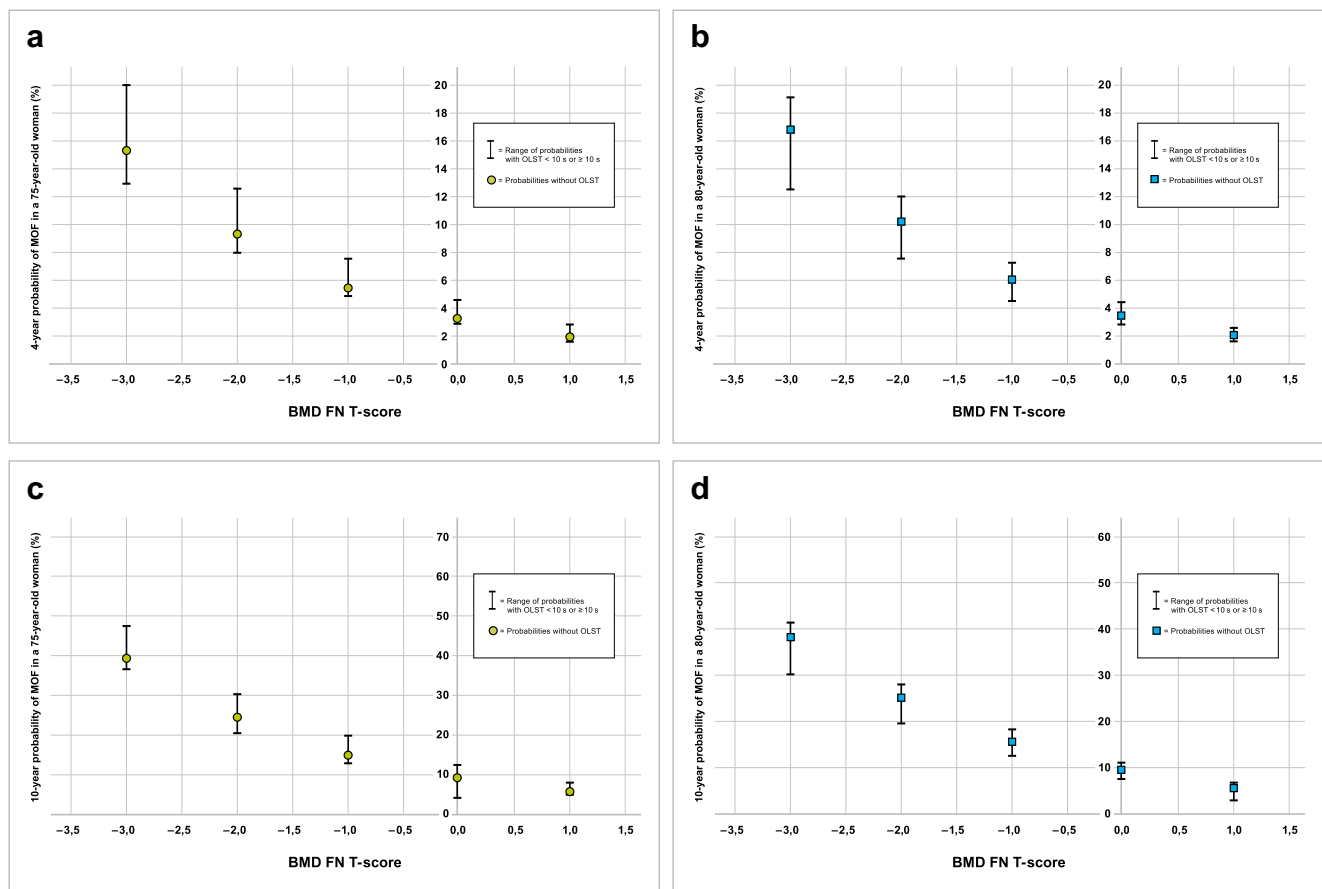 a
4-year probability of MOF in a 75-year-old woman (%)
20
18
16
14
12
10
8
6
4
2
0
= Range of probabilities
with OLST < 10 s or ≥ 10 s
= Probabilities without OLST
–3,5 –3,0 –2,5 –2,0 –1,5 –1,0 –0,5 0,0 0,5 1,0 1,5
BMD FN T-score
b
4-year probability of MOF in a 80-year-old woman (%)
20
18
16
14
12
10
8
6
4
2
0
= Range of probabilities
with OLST < 10 s or ≥ 10 s
= Probabilities without OLST
–3,5 –3,0 –2,5 –2,0 –1,5 –1,0 –0,5 0,0 0,5 1,0 1,5
BMD FN T-score
c
10-year probability of MOF in a 75-year-old woman (%)
70
60
50
40
30
20
10
0
= Range of probabilities
with OLST < 10 s or ≥ 10 s
= Probabilities without OLST
–3,5 –3,0 –2,5 –2,0 –1,5 –1,0 –0,5 0,0 0,5 1,0 1,5
BMD FN T-score
d
10-year probability of MOF in a 80-year-old woman (%)
60
50
40
30
20
10
0
= Range of probabilities
with OLST < 10 s or ≥ 10 s
= Probabilities without OLST
–3,5 –3,0 –2,5 –2,0 –1,5 –1,0 –0,5 0,0 0,5 1,0 1,5
BMD FN T-score